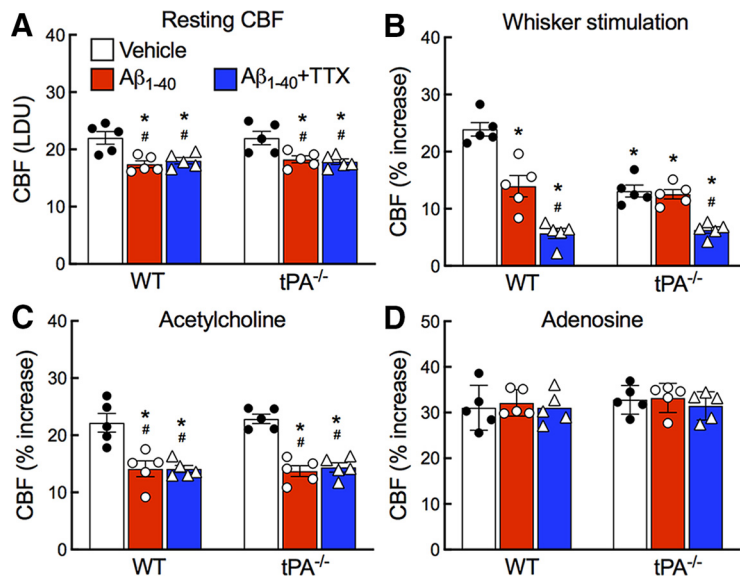 A Resting CBF
Vehicle
Aβ1-40 Aβ1-40+TTX
CBF (LDU)
40
30
20
10
0
* * * *
# # # #
WT tPA-/-
B Whisker stimulation
CBF (% increase)
40
30
20
10
0
* * * * *
# #
WT tPA-/-
C Acetylcholine
CBF (% increase)
40
30
20
10
0
* * * *
# # # #
WT tPA-/-
D Adenosine
CBF (% increase)
50
40
30
20
10
0
WT tPA-/-